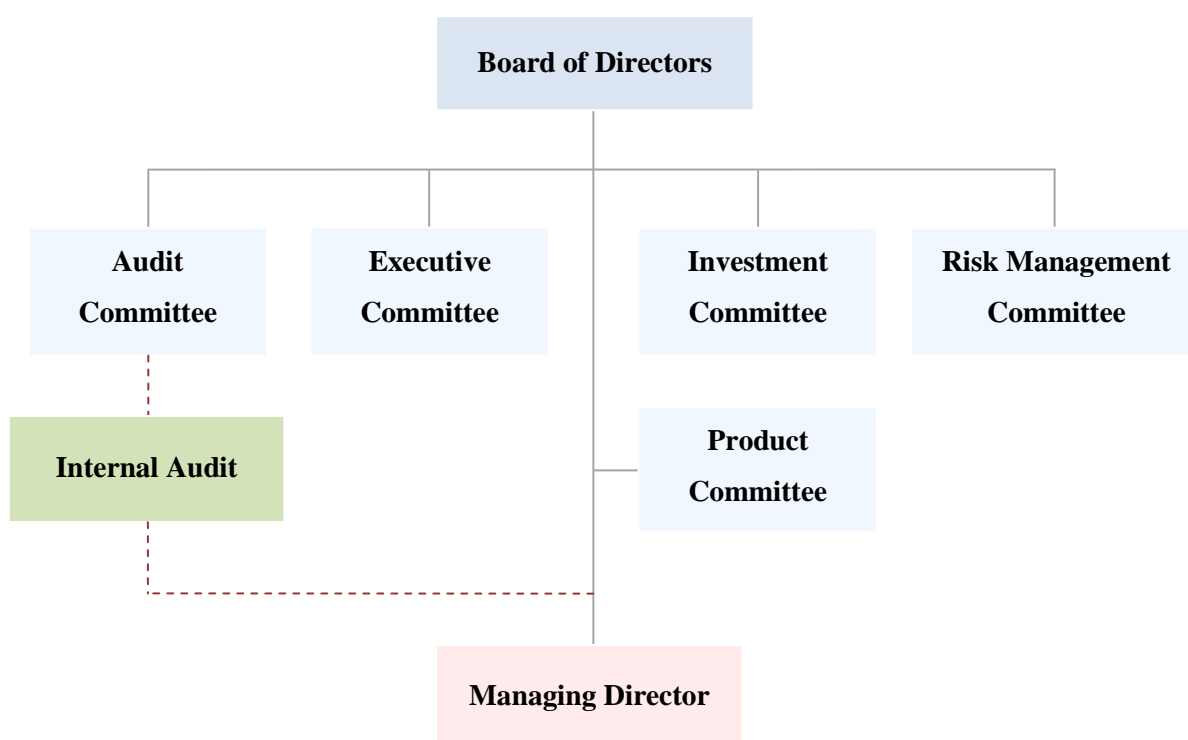 Board of Directors
Audit
Committee
Executive
Committee
Investment
Committee
Risk Management
Committee
Internal Audit
Product
Committee
Managing Director